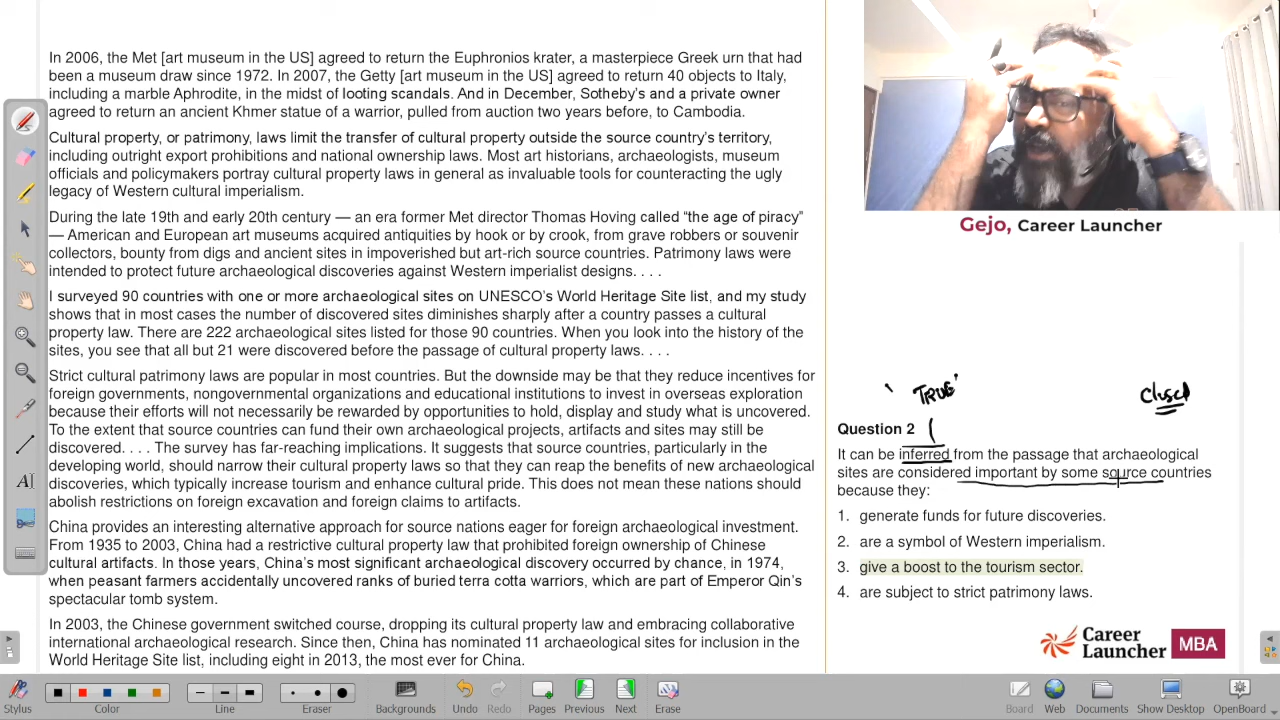 In 2006, the Met [art museum in the US] agreed to return the Euphronios krater, a masterpiece Greek urn that had
been a museum draw since 1972. In 2007, the Getty [art museum in the US] agreed to return 40 objects to Italy,
including a marble Aphrodite, in the midst of looting scandals. And in December, Sotheby's and a private owner
agreed to return an ancient Khmer statue of a warrior, pulled from auction two years before, to Cambodia.
Cultural property, or patrimony, laws limit the transfer of cultural property outside the source country's territory,
including outright export prohibitions and national ownership laws. Most art historians, archaeologists, museum
officials and policymakers portray cultural property laws in general as invaluable tools for counteracting the ugly
legacy of Western cultural imperialism.
During the late 19th and early 20th century — an era former Met director Thomas Hoving called "the age of piracy"
— American and European art museums acquired antiquities by hook or by crook, from grave robbers or souvenir
collectors, bounty from digs and ancient sites in impoverished but art-rich source countries. Patrimony laws were
intended to protect future archaeological discoveries against Western imperialist designs. . . .
I surveyed 90 countries with one or more archaeological sites on UNESCO's World Heritage Site list, and my study
shows that in most cases the number of discovered sites diminishes sharply after a country passes a cultural
property law. There are 222 archaeological sites listed for those 90 countries. When you look into the history of the
sites, you see that all but 21 were discovered before the passage of cultural property laws. . . .
Strict cultural patrimony laws are popular in most countries. But the downside may be that they reduce incentives for
foreign governments, nongovernmental organizations and educational institutions to invest in overseas exploration
because their efforts will not necessarily be rewarded by opportunities to hold, display and study what is uncovered.
To the extent that source countries can fund their own archaeological projects, artifacts and sites may still be
discovered. . . . The survey has far-reaching implications. It suggests that source countries, particularly in the
developing world, should narrow their cultural property laws so that they can reap the benefits of new archaeological
discoveries, which typically increase tourism and enhance cultural pride. This does not mean these nations should
abolish restrictions on foreign excavation and foreign claims to artifacts.
China provides an interesting alternative approach for source nations eager for foreign archaeological investment.
From 1935 to 2003, China had a restrictive cultural property law that prohibited foreign ownership of Chinese
cultural artifacts. In those years, China's most significant archaeological discovery occurred by chance, in 1974,
when peasant farmers accidentally uncovered ranks of buried terra cotta warriors, which are part of Emperor Qin's
spectacular tomb system.
In 2003, the Chinese government switched course, dropping its cultural property law and embracing collaborative
international archaeological research. Since then, China has nominated 11 archaeological sites for inclusion in the
World Heritage Site list, including eight in 2013, the most ever for China.
Gejo, Career Launcher
'TRUE'
closed
Question 2
It can be inferred from the passage that archaeological
sites are considered important by some source countries
because they:
1. generate funds for future discoveries.
2. are a symbol of Western imperialism.
3. give a boost to the tourism sector.
4. are subject to strict patrimony laws.
Career
Launcher MBA
Stylus Color Line Eraser Backgrounds Undo Redo Pages Previous Next Erase Board Web Documents Show Desktop OpenBoard